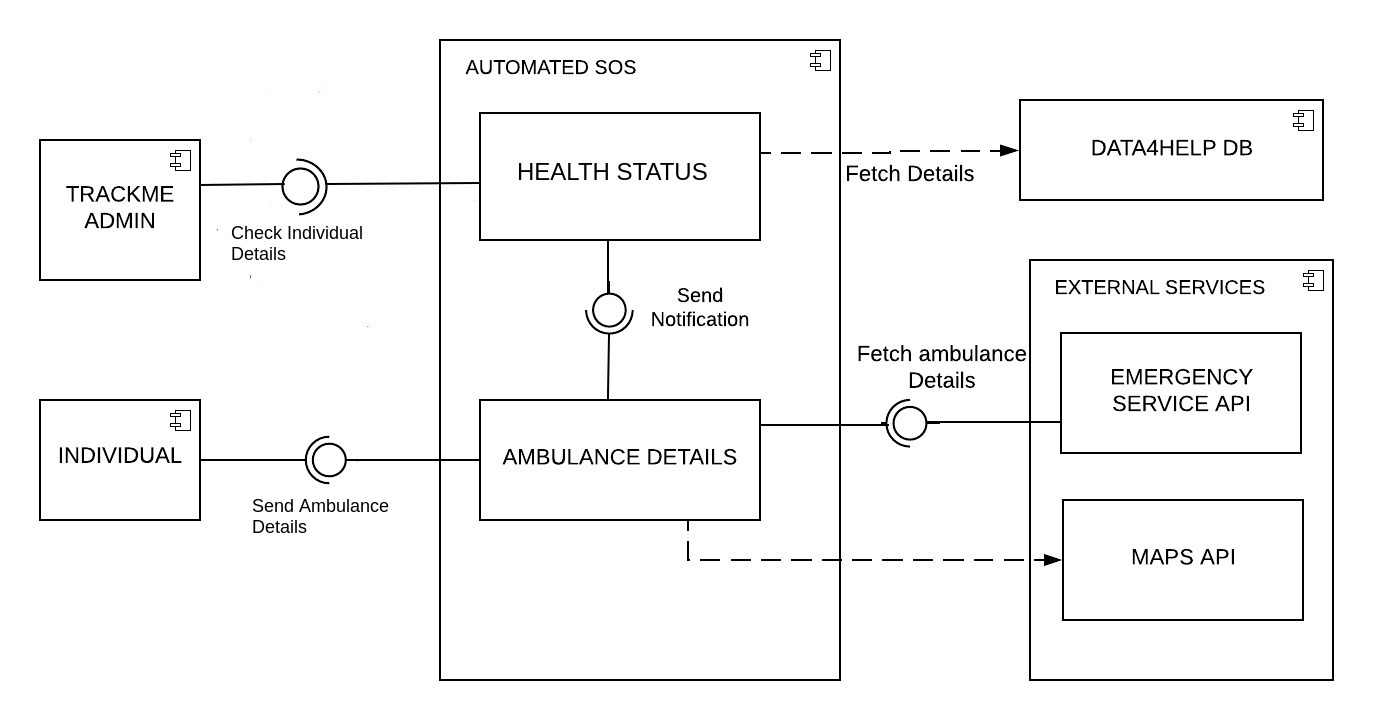 AUTOMATED SOS
HEALTH STATUS
DATA4HELP DB
Fetch Details
TRACKME
ADMIN
Check Individual
Details
Send
Notification
EXTERNAL SERVICES
Fetch ambulance
Details
EMERGENCY
SERVICE API
INDIVIDUAL
AMBULANCE DETAILS
Send Ambulance
Details
MAPS API